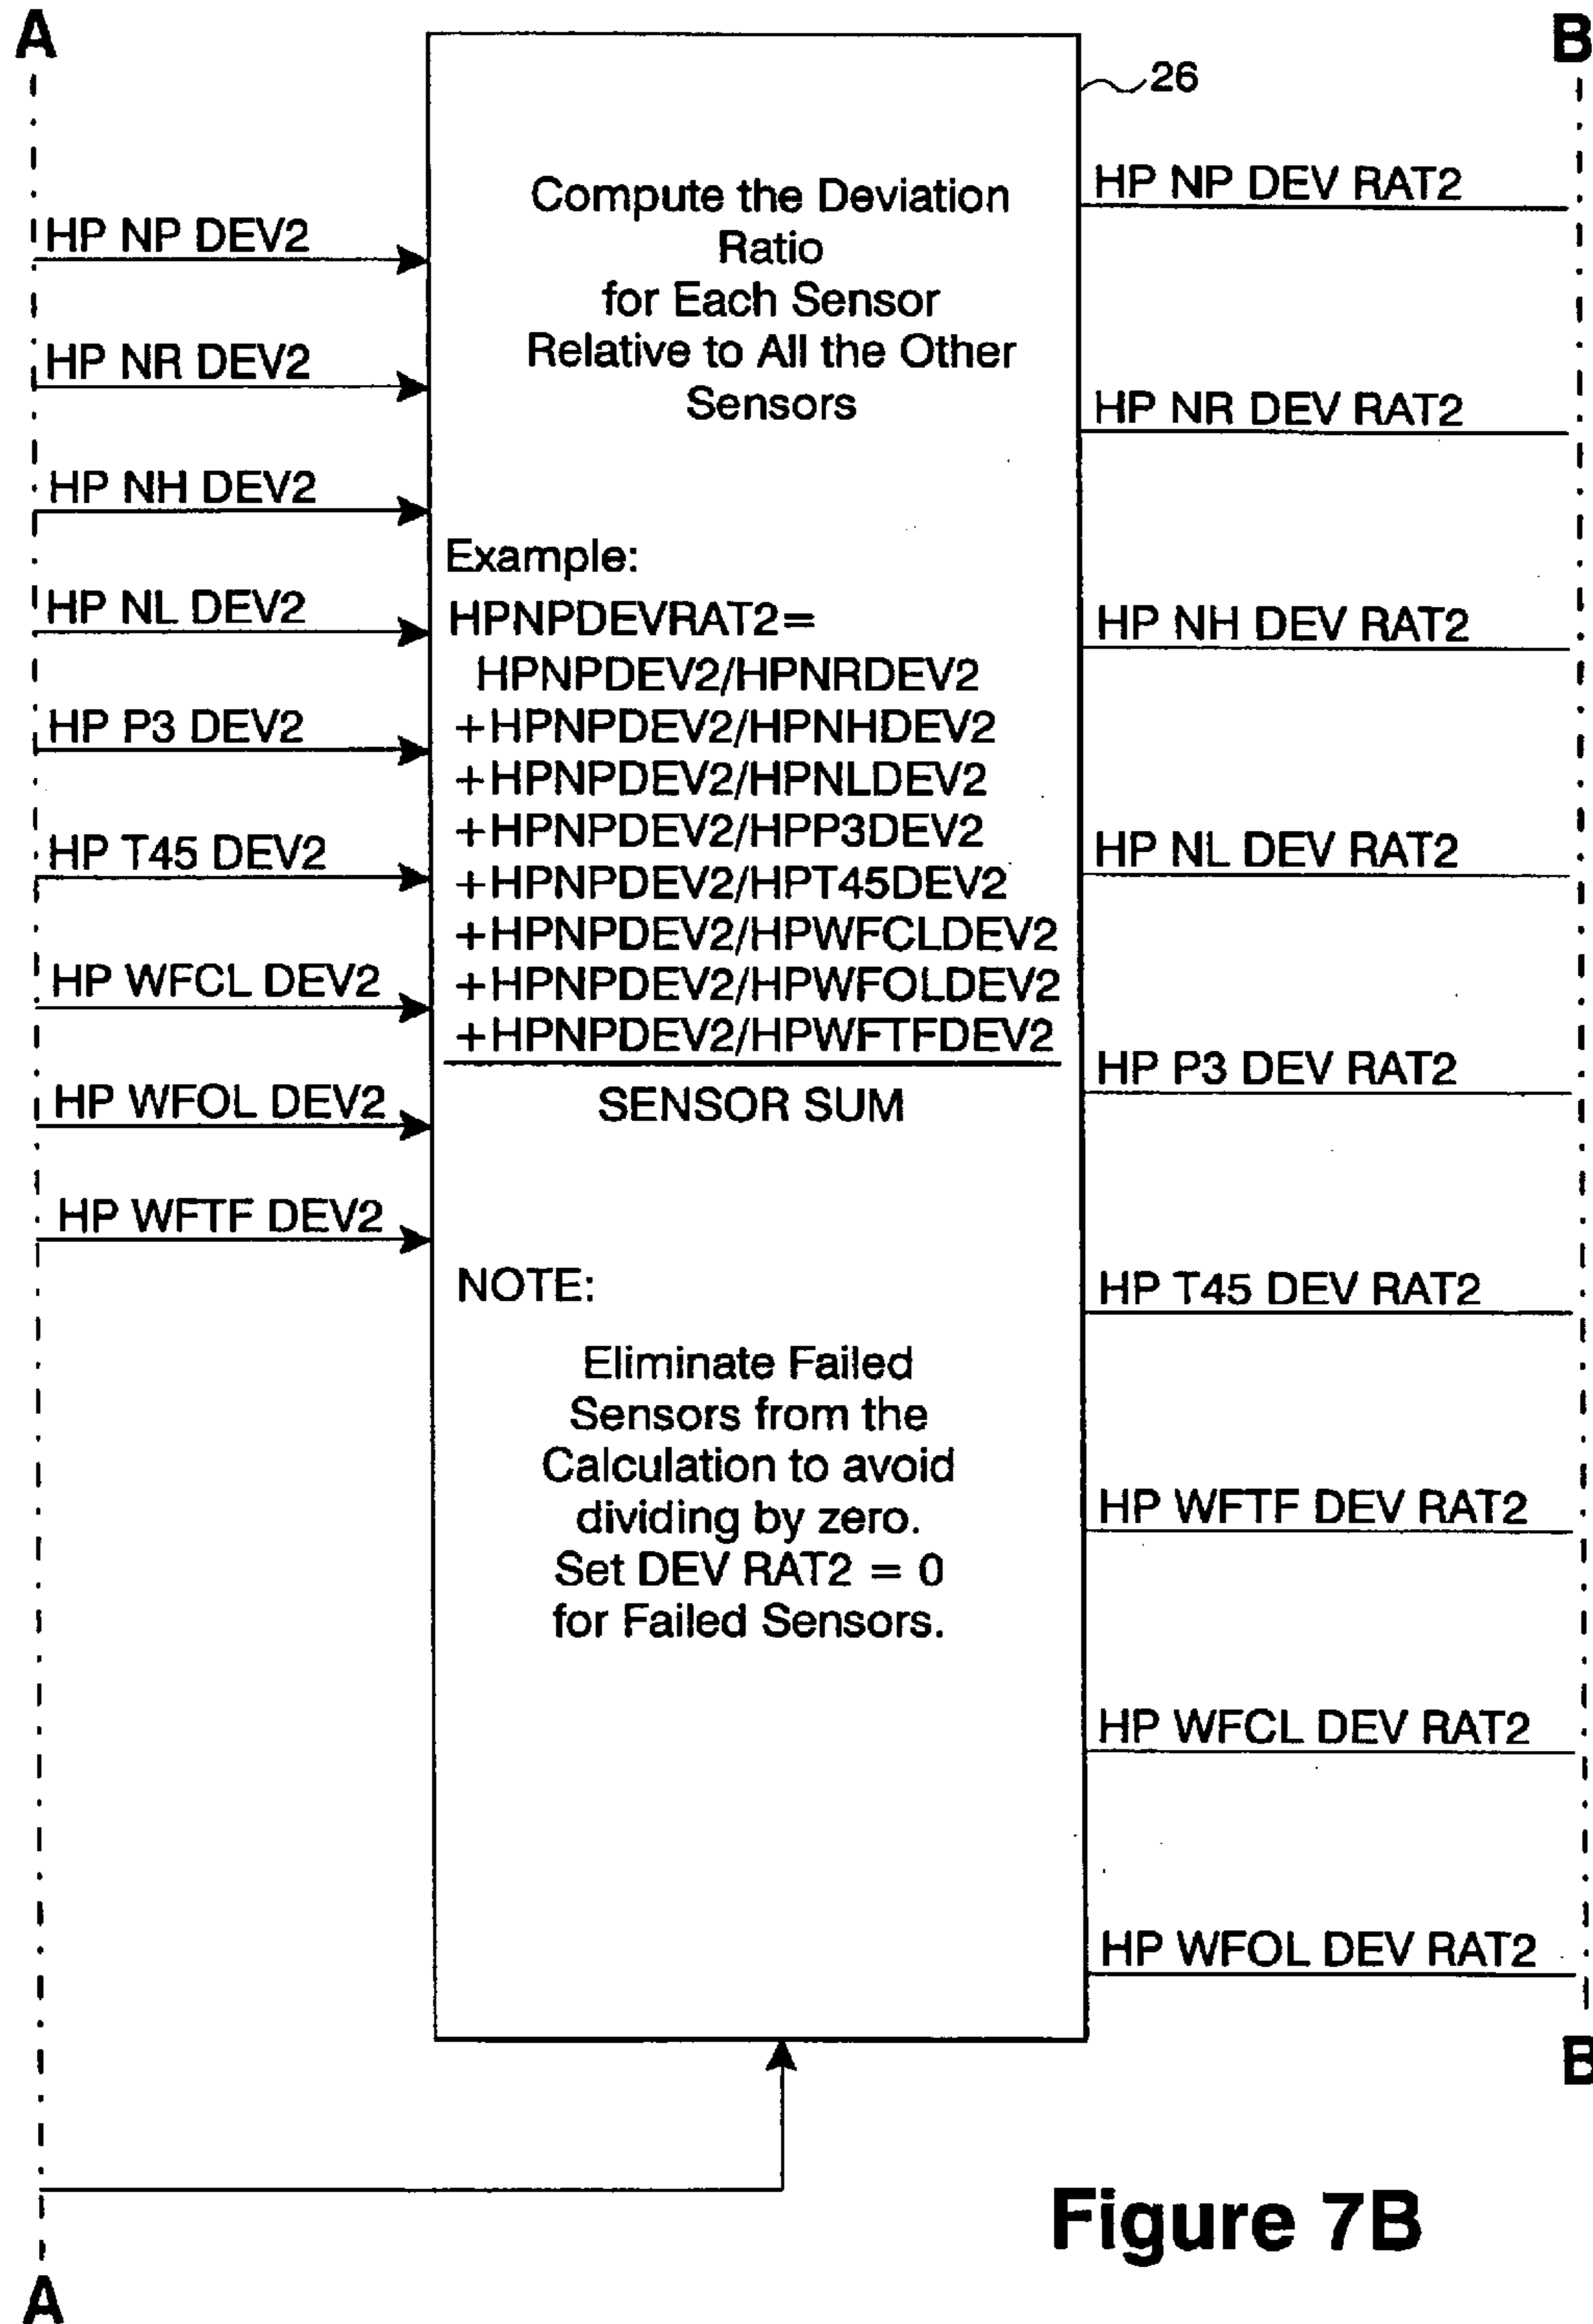 A
B
26
HP NP DEV2
HP NR DEV2
HP NH DEV2
HP NL DEV2
HP P3 DEV2
HP T45 DEV2
HP WFCL DEV2
HP WFOL DEV2
HP WFTF DEV2
Compute the Deviation
Ratio
for Each Sensor
Relative to All the Other
Sensors
Example:
HPNPDEVRAT2=
HPNPDEV2/HPNRDEV2
+HPNPDEV2/HPNHDEV2
+HPNPDEV2/HPNLDEV2
+HPNPDEV2/HPP3DEV2
+HPNPDEV2/HPT45DEV2
+HPNPDEV2/HPWFCLDEV2
+HPNPDEV2/HPWFOLDEV2
+HPNPDEV2/HPWFTFDEV2
SENSOR SUM
NOTE:
Eliminate Failed
Sensors from the
Calculation to avoid
dividing by zero.
Set DEV RAT2 = 0
for Failed Sensors.
HP NP DEV RAT2
HP NR DEV RAT2
HP NH DEV RAT2
HP NL DEV RAT2
HP P3 DEV RAT2
HP T45 DEV RAT2
HP WFTF DEV RAT2
HP WFCL DEV RAT2
HP WFOL DEV RAT2
B
Figure 7B
A